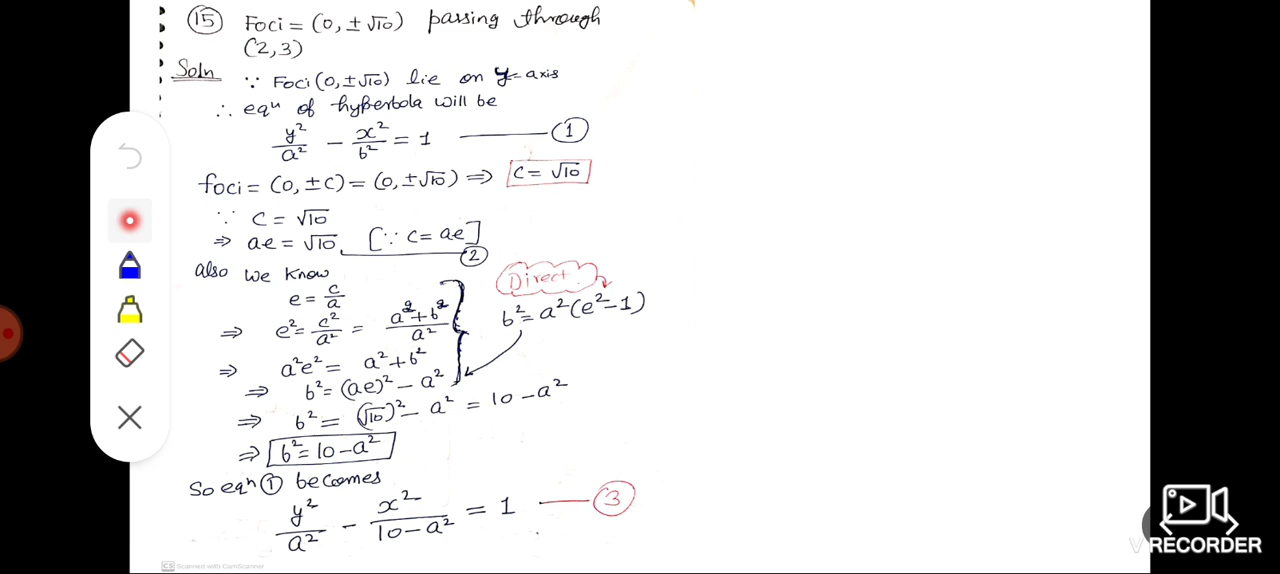 15 Foci = (0, ±√10) passing through
(2,3)
Soln ∵ Foci (0, ±√10) lie on y-axis
∴ eqn of hyperbola will be
y²/a² - x²/b² = 1 ——— 1
foci = (0, ±c) = (0, ±√10) ⇒ c = √10
∵ c = √10
⇒ ae = √10 [∵ c = ae]
2
also we know
Direct
e = c/a
⇒ e² = c²/a² = a²+b²/a²
b² = a²(e²-1)
⇒ a²e² = a²+b²
⇒ b² = (ae)² - a²
⇒ b² = (√10)² - a² = 10 - a²
⇒ b² = 10 - a²
So eqn 1 becomes
y²/a² - x²/10-a² = 1 ——— 3
CS Scanned with CamScanner
V RECORDER